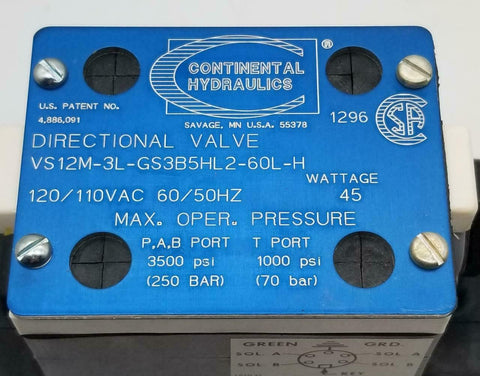 CONTINENTAL
HYDRAULICS
®
U.S. PATENT NO.
4,886,091
SAVAGE, MN U.S.A. 55378
1296
CSA
DIRECTIONAL VALVE
VS12M-3L-GS3B5HL2-60L-H
WATTAGE
120/110VAC 60/50HZ 45
MAX. OPER. PRESSURE
P,A,B PORT T PORT
3500 psi 1000 psi
(250 BAR) (70 bar)
GREEN GRD.
SOL A SOL A
SOL B SOL B
KEY